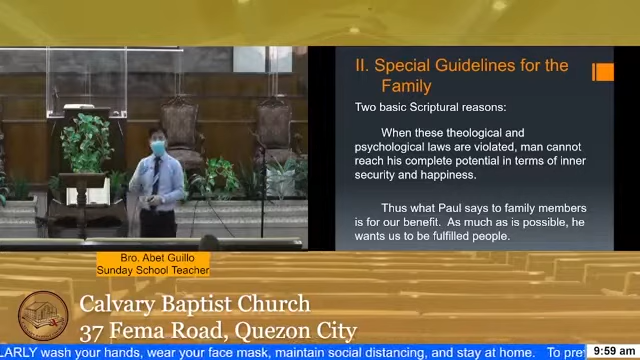 II. Special Guidelines for the
Family
Two basic Scriptural reasons:
When these theological and
psychological laws are violated, man cannot
reach his complete potential in terms of inner
security and happiness.
Thus what Paul says to family members
is for our benefit. As much as is possible, he
wants us to be fulfilled people.
Bro. Abet Guillo
Sunday School Teacher
Calvary Baptist Church
37 Fema Road, Quezon City
LARLY wash your hands, wear your face mask, maintain social distancing, and stay at home. To pre
9:59 am